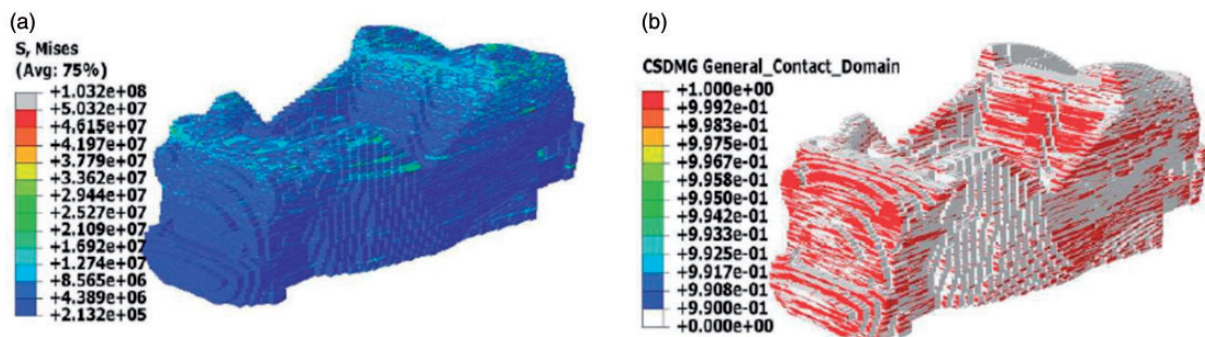 (a)
S, Mises
(Avg: 75%)
+1.032e+08
+5.032e+07
+4.615e+07
+4.197e+07
+3.779e+07
+3.362e+07
+2.944e+07
+2.527e+07
+2.109e+07
+1.692e+07
+1.274e+07
+8.565e+06
+4.389e+06
+2.132e+05
(b)
CSDMG General_Contact_Domain
+1.000e+00
+9.992e-01
+9.983e-01
+9.975e-01
+9.967e-01
+9.958e-01
+9.950e-01
+9.942e-01
+9.933e-01
+9.925e-01
+9.917e-01
+9.908e-01
+9.900e-01
+0.000e+00